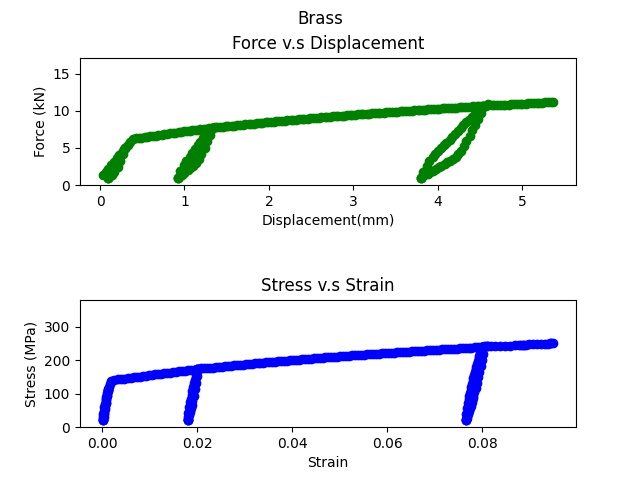 Brass
Force v.s Displacement
15
10
5
0
Force (kN)
0 1 2 3 4 5
Displacement(mm)
Stress v.s Strain
300
200
100
0
Stress (MPa)
0.00 0.02 0.04 0.06 0.08
Strain